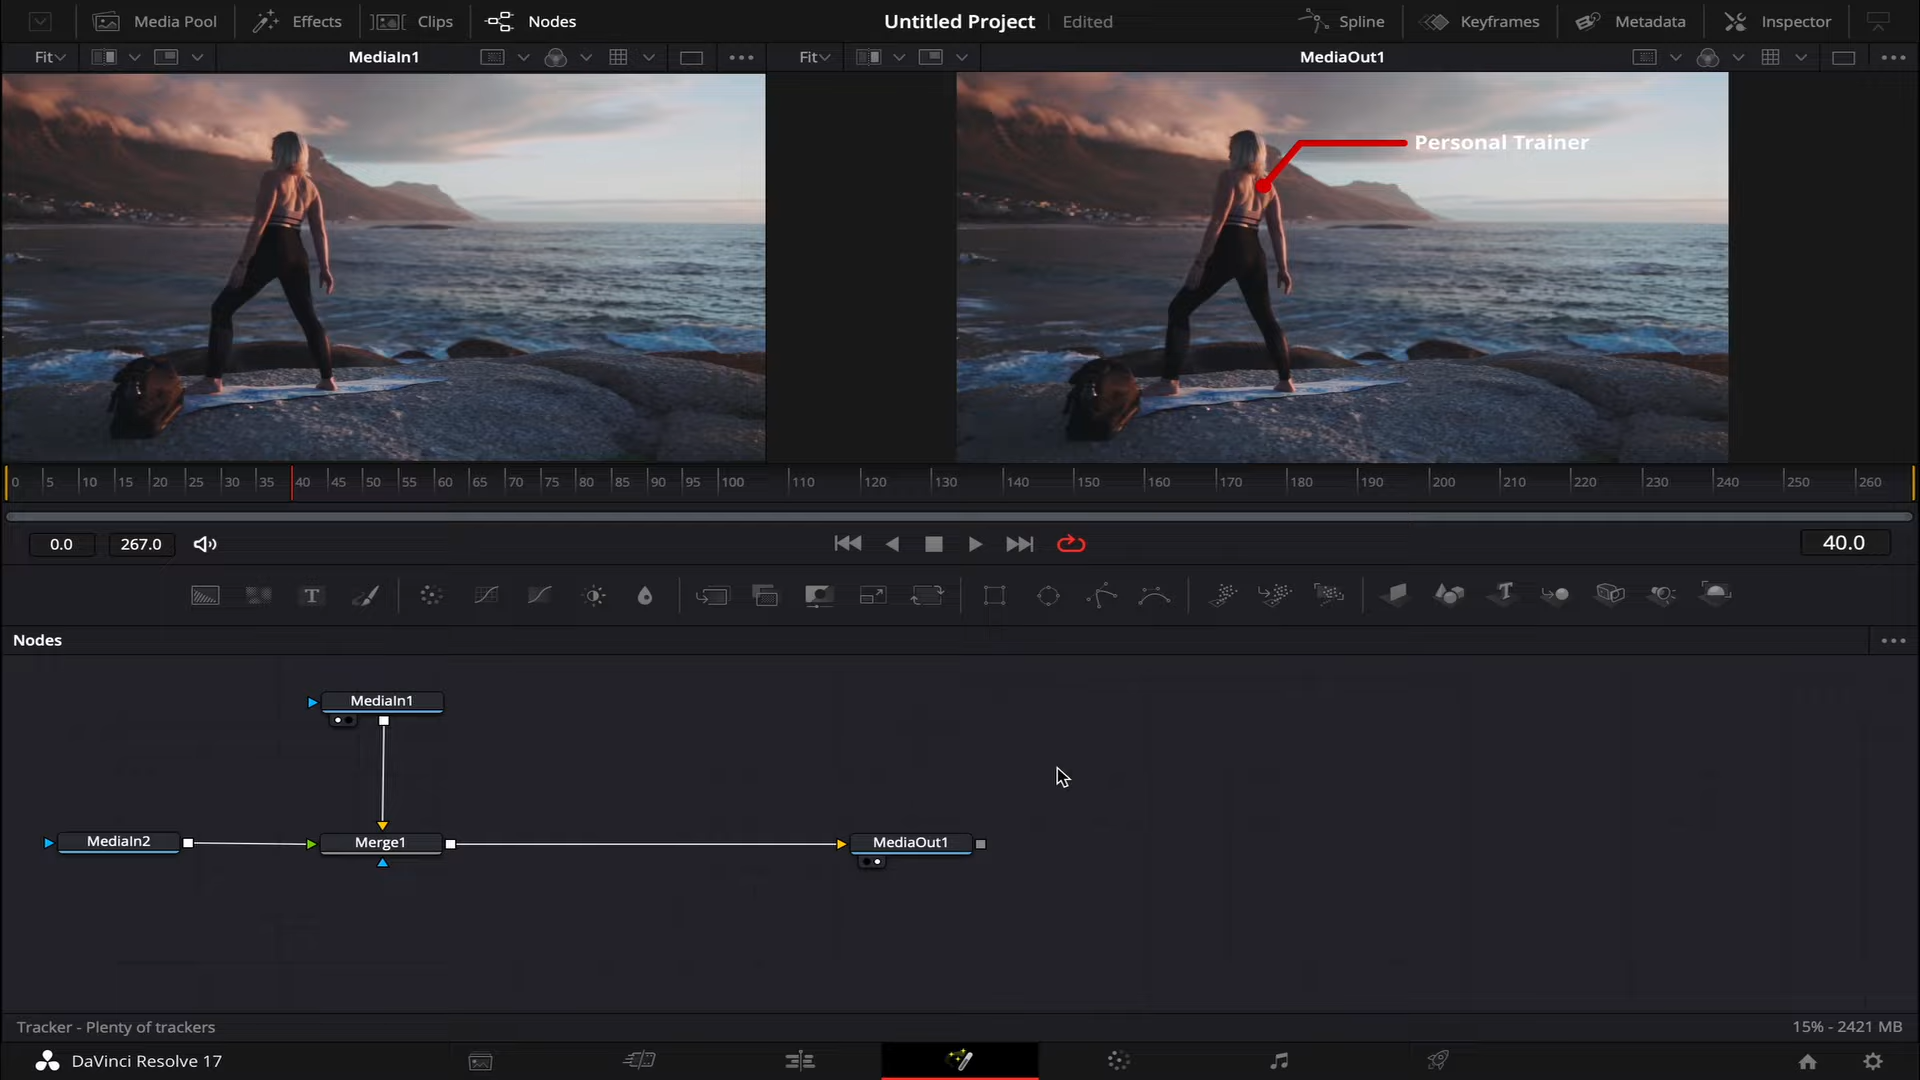 Media Pool
Effects
Clips
Nodes
Untitled Project
Edited
Spline
Keyframes
Metadata
Inspector
Fit
MediaIn1
Fit
MediaOut1
Personal Trainer
0 5 10 15 20 25 30 35 40 45 50 55 60 65 70 75 80 85 90 95 100 110 120 130 140 150 160 170 180 190 200 210 220 230 240 250 260
0.0
267.0
40.0
T
T
Nodes
MediaIn1
MediaIn2
Merge1
MediaOut1
Tracker - Plenty of trackers
15% - 2421 MB
DaVinci Resolve 17